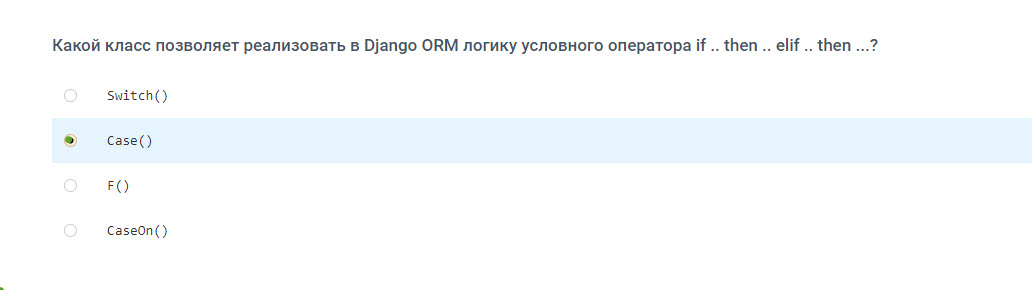 Какой класс позволяет реализовать в Django ORM логику условного оператора if .. then .. elif .. then ...?
Switch()
Case()
F()
CaseOn()